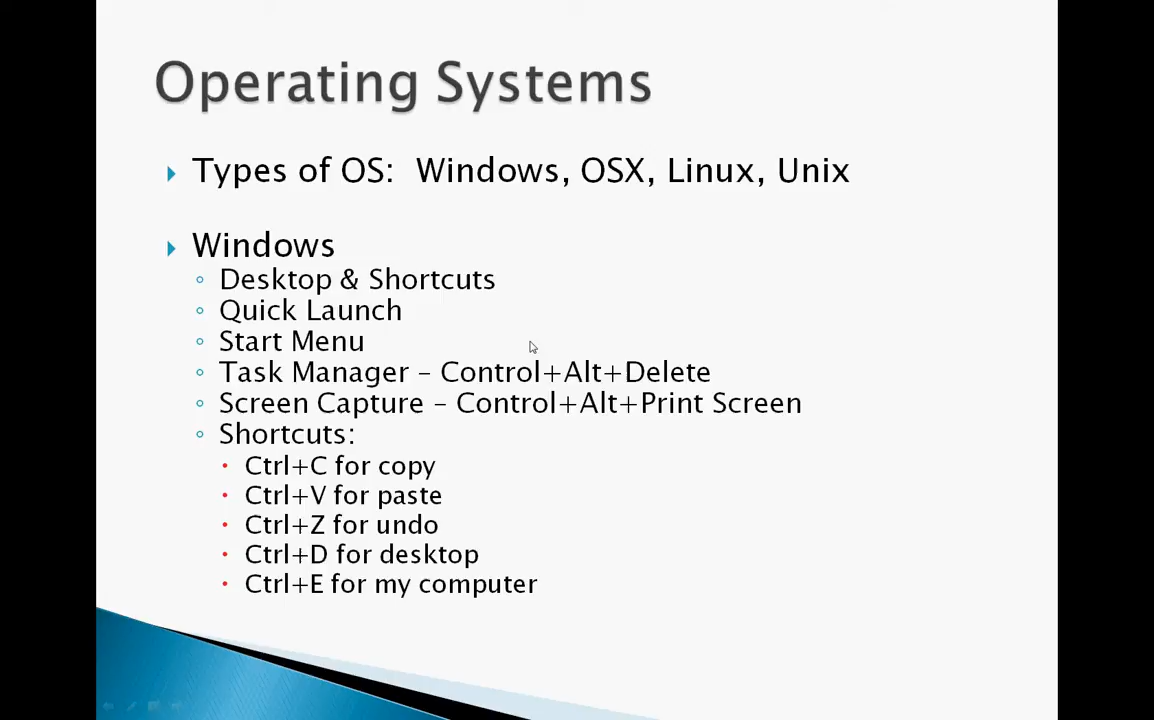 Operating Systems
Types of OS:  Windows, OSX, Linux, Unix
Windows
Desktop & Shortcuts
Quick Launch
Start Menu
Task Manager – Control+Alt+Delete
Screen Capture – Control+Alt+Print Screen
Shortcuts:
Ctrl+C for copy
Ctrl+V for paste
Ctrl+Z for undo
Ctrl+D for desktop
Ctrl+E for my computer